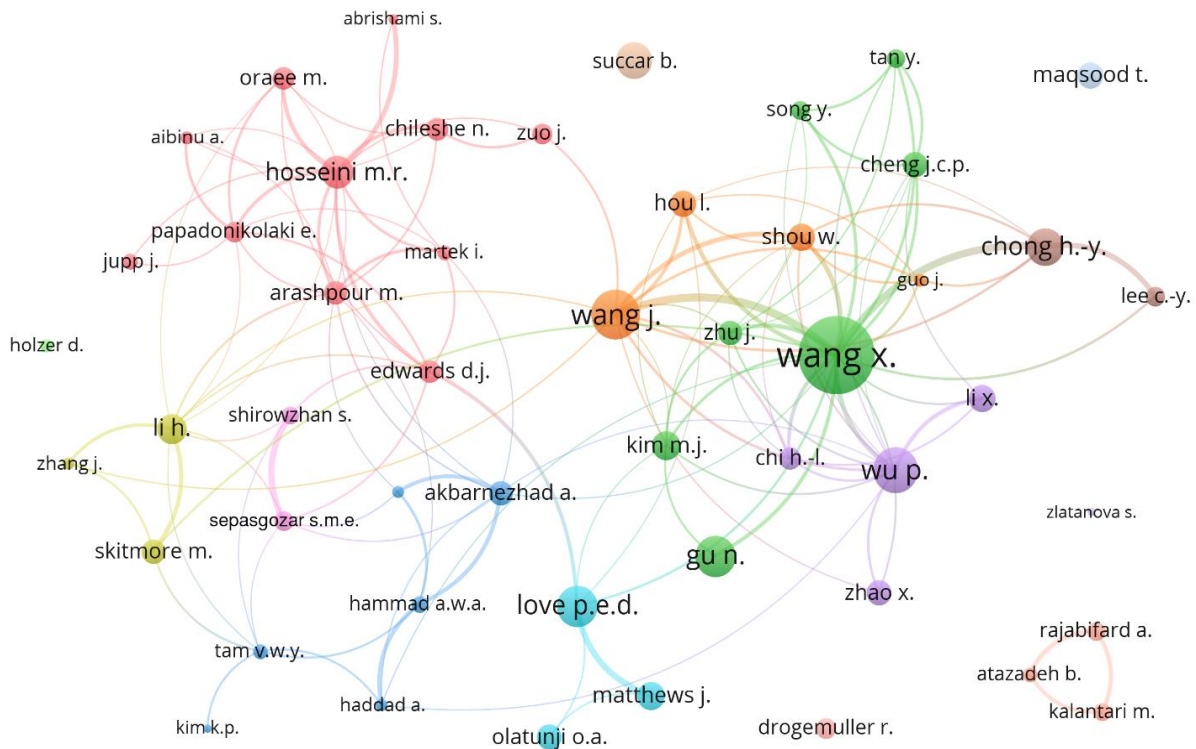 abrishami s.
succar b.
tan y.
maqsood t.
oraee m.
song y.
aibinu a.
chileshe n.
zuo j.
cheng j.c.p.
hosseini m.r.
hou l.
papadonikolaki e.
shou w.
chong h.-y.
jupp j.
martek i.
arashpour m.
guo j.
lee c.-y.
wang j.
zhu j.
holzer d.
wang x.
edwards d.j.
li x.
shirowzhan s.
li h.
kim m.j.
chi h.-l.
zhang j.
wu p.
akbarnezhad a.
sepasgozar s.m.e.
zlatanova s.
skitmore m.
gu n.
zhao x.
hammad a.w.a.
love p.e.d.
rajabifard a.
tam v.w.y.
atazadeh b.
matthews j.
haddad a.
kalantari m.
kim k.p.
drogemuller r.
olatunji o.a.